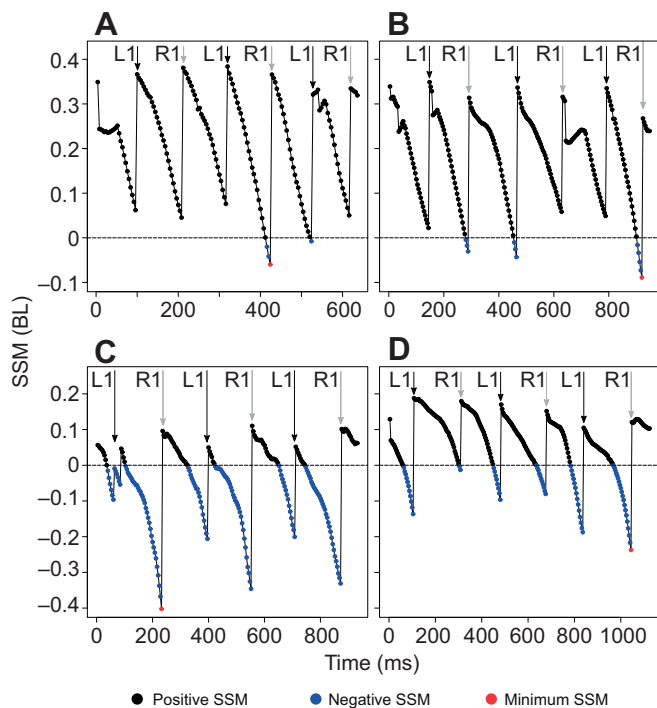 A
B
L1 R1 L1 R1 L1 R1
L1 R1 L1 R1 L1 R1
0.4
0.3
0.2
0.1
0
–0.1
0 200 400 600
0 200 400 600 800
SSM (BL)
C
D
L1 R1 L1 R1 L1 R1
L1 R1 L1 R1 L1 R1
0.2
0.1
0
–0.1
–0.2
–0.3
–0.4
0 200 400 600 800
0 200 400 600 800 1000
Time (ms)
Positive SSM Negative SSM Minimum SSM